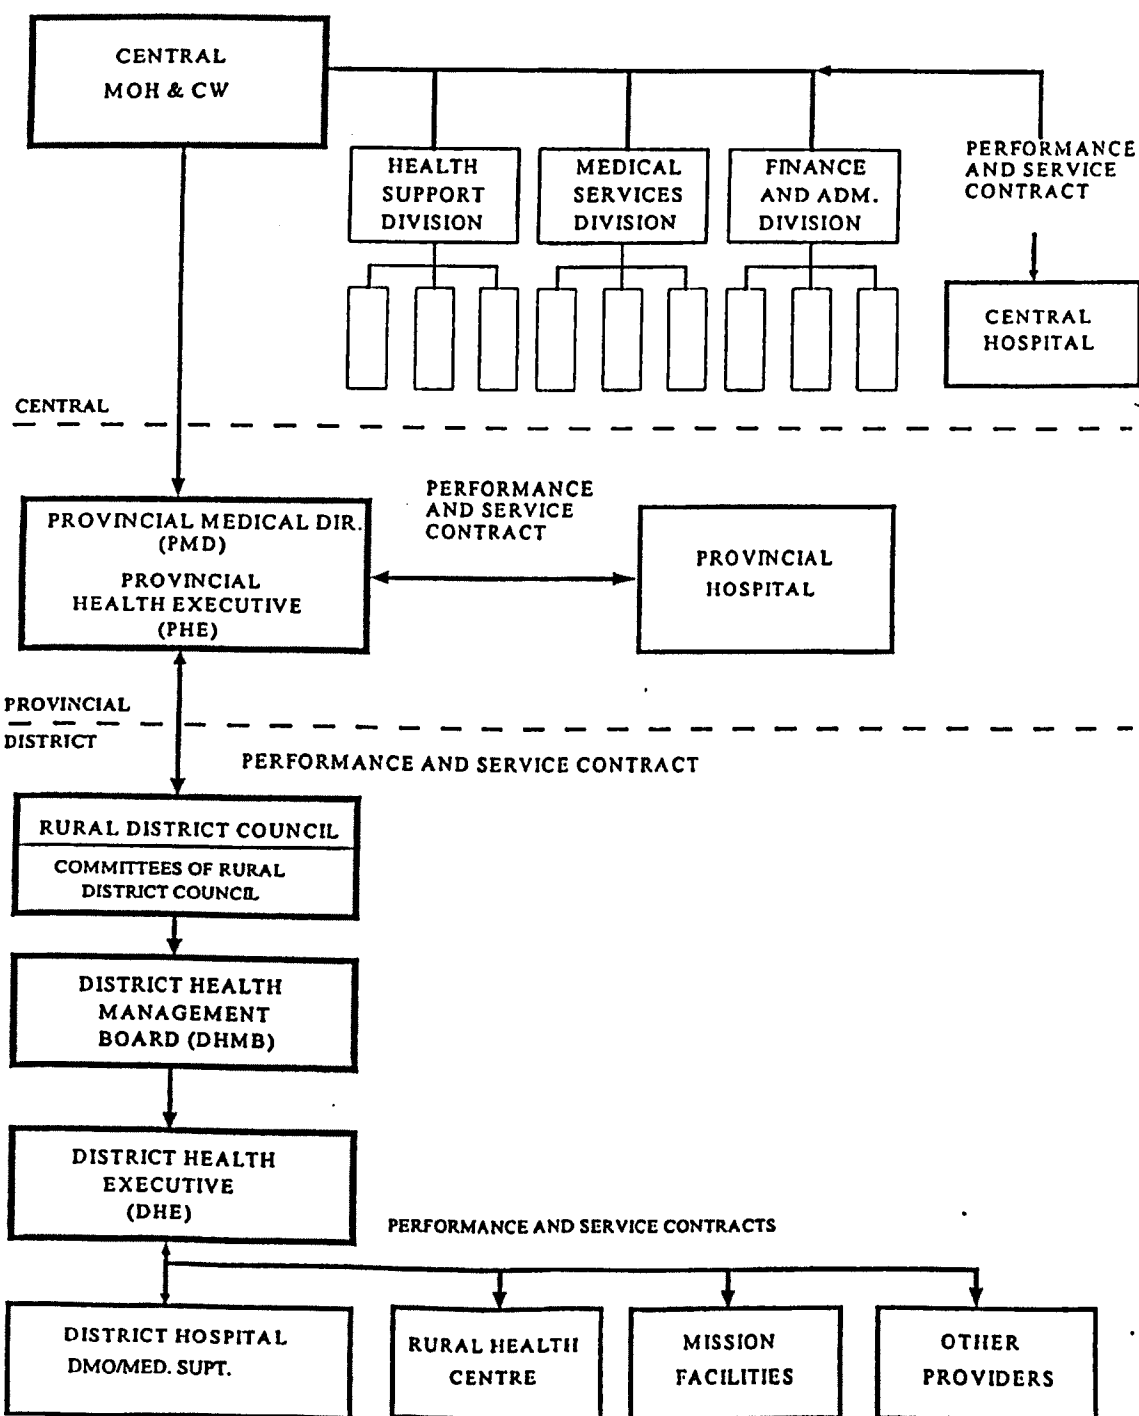 CENTRAL
MOH & CW
PERFORMANCE
AND SERVICE
CONTRACT
HEALTH
SUPPORT
DIVISION
MEDICAL
SERVICES
DIVISION
FINANCE
AND ADM.
DIVISION
CENTRAL
HOSPITAL
CENTRAL
PERFORMANCE
AND SERVICE
CONTRACT
PROVINCIAL MEDICAL DIR.
(PMD)
PROVINCIAL
HEALTH EXECUTIVE
(PHE)
PROVINCIAL
HOSPITAL
PROVINCIAL
DISTRICT
PERFORMANCE AND SERVICE CONTRACT
RURAL DISTRICT COUNCIL
COMMITTEES OF RURAL
DISTRICT COUNCIL
DISTRICT HEALTH
MANAGEMENT
BOARD (DHMB)
DISTRICT HEALTH
EXECUTIVE
(DHE)
PERFORMANCE AND SERVICE CONTRACTS
DISTRICT HOSPITAL
DMO/MED. SUPT.
RURAL HEALTH
CENTRE
MISSION
FACILITIES
OTHER
PROVIDERS